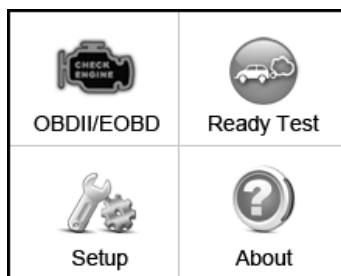 CHECK
ENGINE
OBDII/EOBD
Ready Test
?
Setup
About